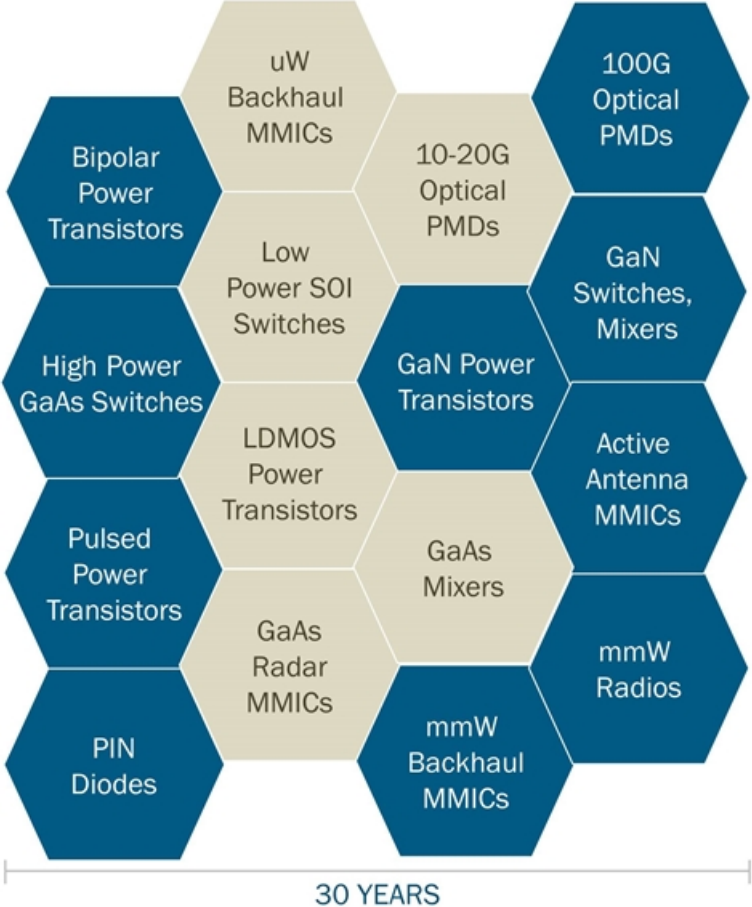 Bipolar
Power
Transistors
High Power
GaAs Switches
Pulsed
Power
Transistors
PIN
Diodes
uW
Backhaul
MMICs
Low
Power SOI
Switches
LDMOS
Power
Transistors
GaAs
Radar
MMICs
10-20G
Optical
PMDs
GaN Power
Transistors
GaAs
Mixers
mmW
Backhaul
MMICs
100G
Optical
PMDs
GaN
Switches,
Mixers
Active
Antenna
MMICs
mmW
Radios
30 YEARS